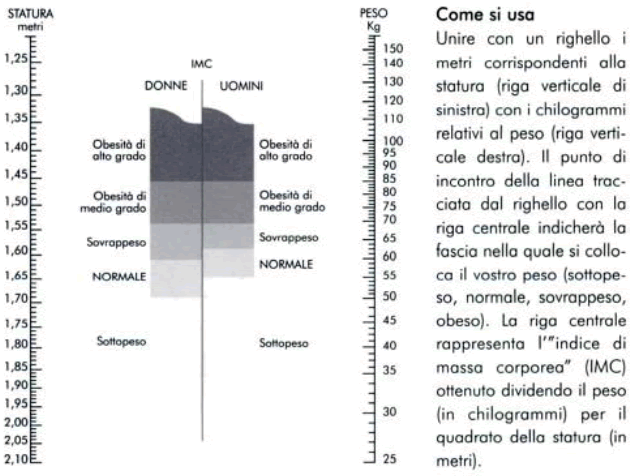 STATURA
metri
1,25
1,30
1,35
1,40
1,45
1,50
1,55
1,60
1,65
1,70
1,75
1,80
1,85
1,90
1,95
2,00
2,05
2,10
IMC
DONNE
UOMINI
Obesità di
alto grado
Obesità di
medio grado
Sovrappeso
NORMALE
Sottopeso
Obesità di
alto grado
Obesità di
medio grado
Sovrappeso
NORMALE
Sottopeso
PESO
Kg
150
140
130
120
110
100
95
90
85
80
75
70
65
60
55
50
45
40
35
30
25
Come si usa
Unire con un righello i
metri corrispondenti alla
statura (riga verticale di
sinistra) con i chilogrammi
relativi al peso (riga verti-
cale destra). Il punto di
incontro della linea trac-
ciata dal righello con la
riga centrale indicherà la
fascia nella quale si collo-
ca il vostro peso (sottope-
so, normale, sovrappeso,
obeso). La riga centrale
rappresenta l'"indice di
massa corporea" (IMC)
ottenuto dividendo il peso
(in chilogrammi) per il
quadrato della statura (in
metri).